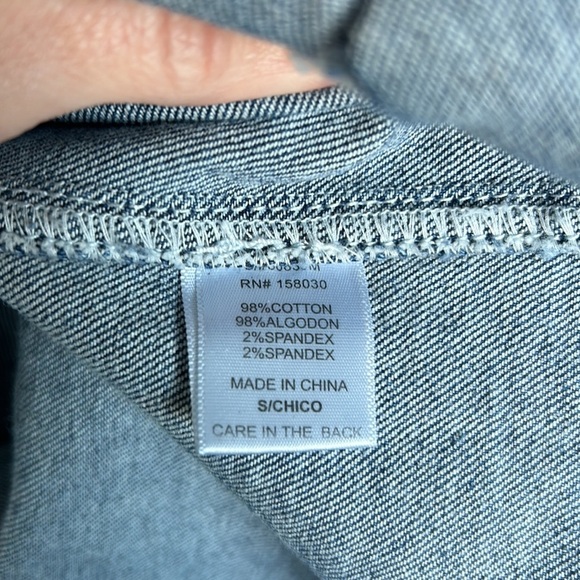 RN# 158030
98%COTTON
98%ALGODON
2%SPANDEX
2%SPANDEX
MADE IN CHINA
S/CHICO
CARE IN THE BACK